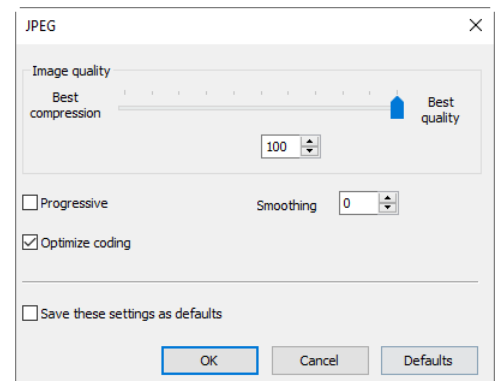 JPEG
Image quality
Best compression
Best quality
100
Progressive
Smoothing 0
Optimize coding
Save these settings as defaults
OK Cancel Defaults